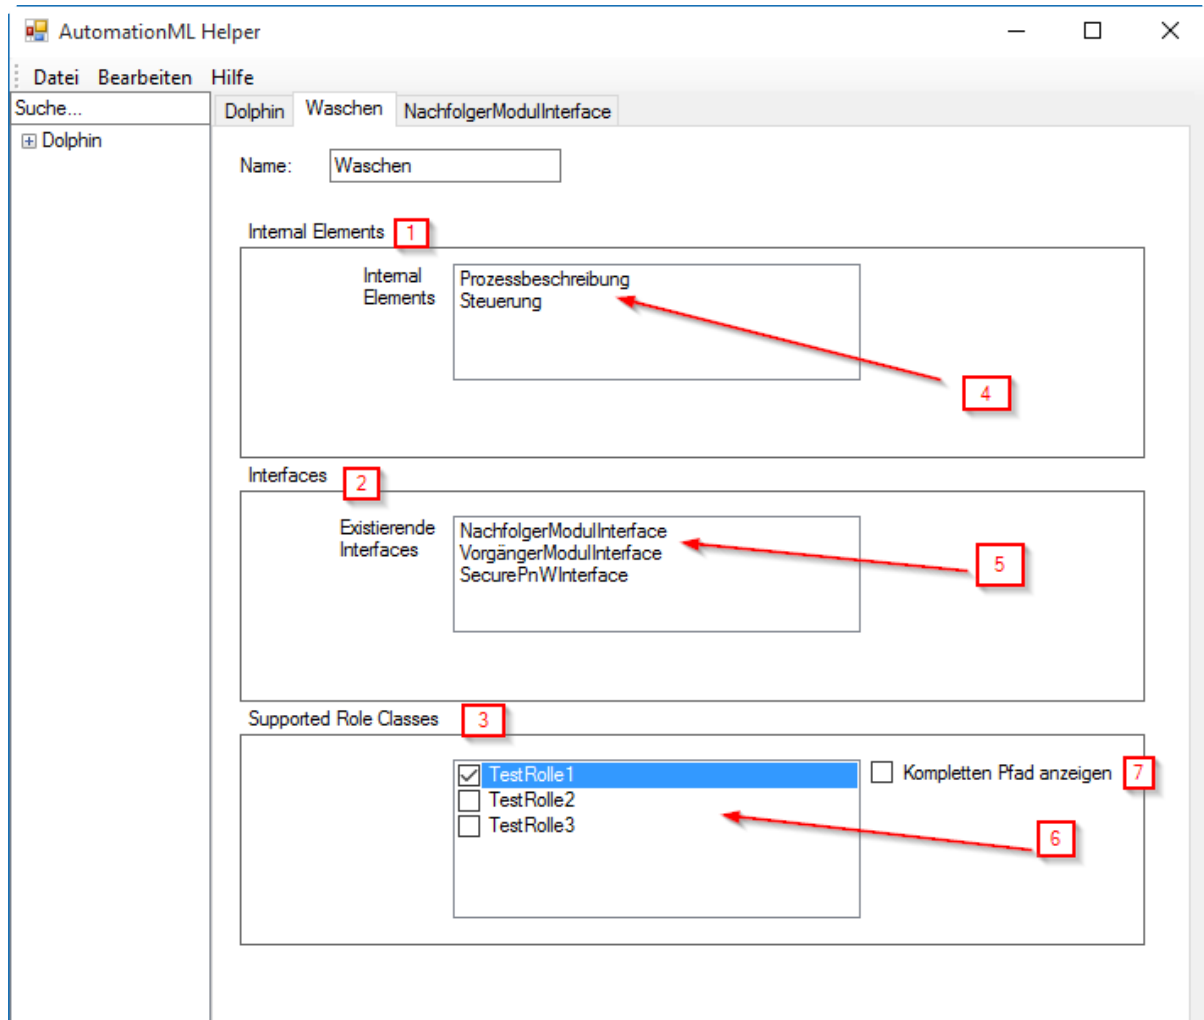 AutomationML Helper
Datei Bearbeiten Hilfe
Suche...
Dolphin Waschen NachfolgerModulInterface
Dolphin
Name: Waschen
Internal Elements 1
Internal Elements
Prozessbeschreibung
Steuerung
4
Interfaces 2
Existierende Interfaces
NachfolgerModulInterface
VorgängerModulInterface
SecurePnWInterface
5
Supported Role Classes 3
TestRolle1
TestRolle2
TestRolle3
Kompletten Pfad anzeigen 7
6